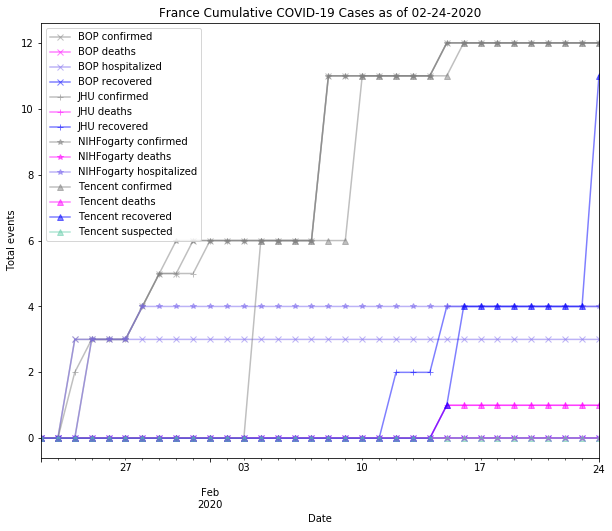 France Cumulative COVID-19 Cases as of 02-24-2020
BOP confirmed
BOP deaths
BOP hospitalized
BOP recovered
JHU confirmed
JHU deaths
JHU recovered
NIHFogarty confirmed
NIHFogarty deaths
NIHFogarty hospitalized
Tencent confirmed
Tencent deaths
Tencent recovered
Tencent suspected
Total events
12
10
8
6
4
2
0
27 03 10 17 24
Feb
2020
Date